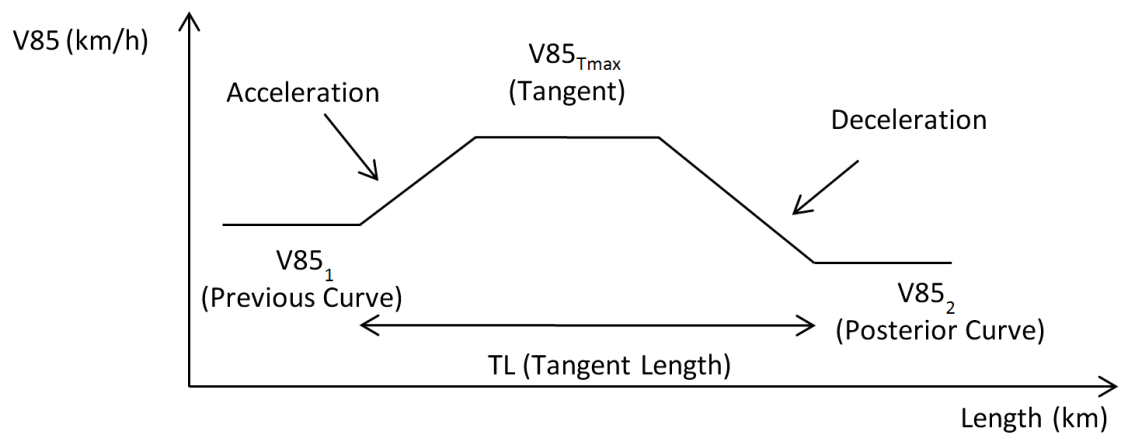 V85 (km/h)
V85Tmax
(Tangent)
Acceleration
Deceleration
V851
(Previous Curve)
V852
(Posterior Curve)
TL (Tangent Length)
Length (km)